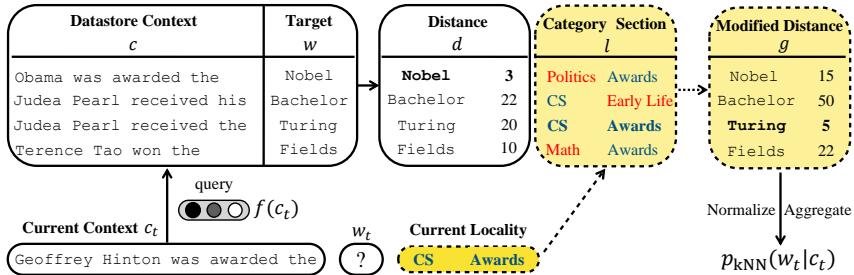 Datastore Context Target Distance Category Section Modified Distance
c w d l g
Obama was awarded the Nobel Nobel 3 Politics Awards Nobel 15
Judea Pearl received his Bachelor Bachelor 22 CS Early Life Bachelor 50
Judea Pearl received the Turing Turing 20 CS Awards Turing 5
Terence Tao won the Fields Fields 10 Math Awards Fields 22
query
f(c_t)
Normalize Aggregate
Current Context c_t w_t Current Locality
Geoffrey Hinton was awarded the ? CS Awards
p_kNN(w_t|c_t)